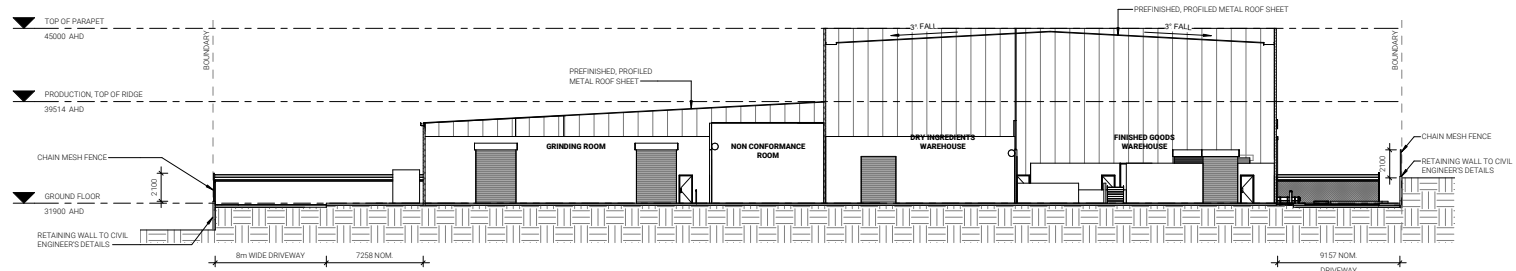 TOP OF PARAPET
45000 AHD
BOUNDARY
3° FALL
3° FALL
PREFINISHED, PROFILED METAL ROOF SHEET
BOUNDARY
PREFINISHED, PROFILED
METAL ROOF SHEET
PRODUCTION, TOP OF RIDGE
39514 AHD
GRINDING ROOM
NON CONFORMANCE
ROOM
DRY INGREDIENTS
WAREHOUSE
FINISHED GOODS
WAREHOUSE
CHAIN MESH FENCE
2100
GROUND FLOOR
31900 AHD
RETAINING WALL TO CIVIL
ENGINEER'S DETAILS
CHAIN MESH FENCE
2100
RETAINING WALL TO CIVIL
ENGINEER'S DETAILS
8m WIDE DRIVEWAY
7258 NOM.
9157 NOM.
DRIVEWAY